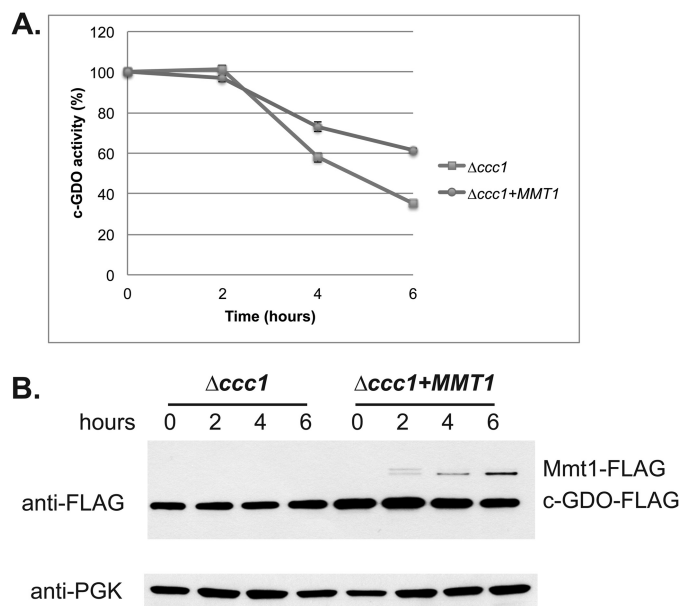 A.
120
100
80
60
40
20
0
c-GDO activity (%)
0 2 4 6
Time (hours)
Δccc1
Δccc1+MMT1
B.
Δccc1 Δccc1+MMT1
hours 0 2 4 6 0 2 4 6
Mmt1-FLAG
anti-FLAG c-GDO-FLAG
anti-PGK